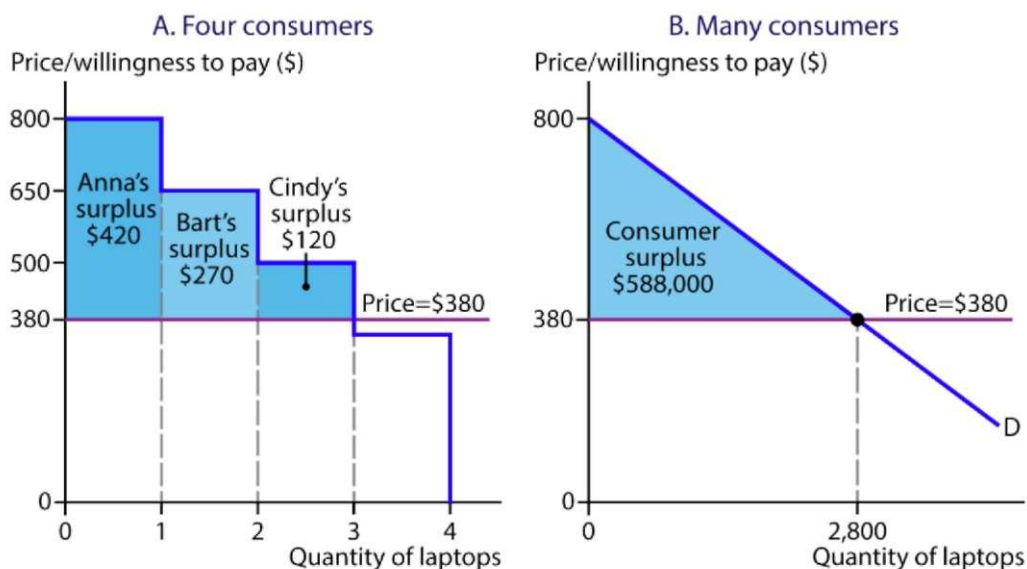 A. Four consumers
Price/willingness to pay ($)
800
650
500
380
0
Anna's
surplus
$420
Bart's
surplus
$270
Cindy's
surplus
$120
Price=$380
0
1
2
3
4
Quantity of laptops
B. Many consumers
Price/willingness to pay ($)
800
380
0
Consumer
surplus
$588,000
Price=$380
D
0
2,800
Quantity of laptops